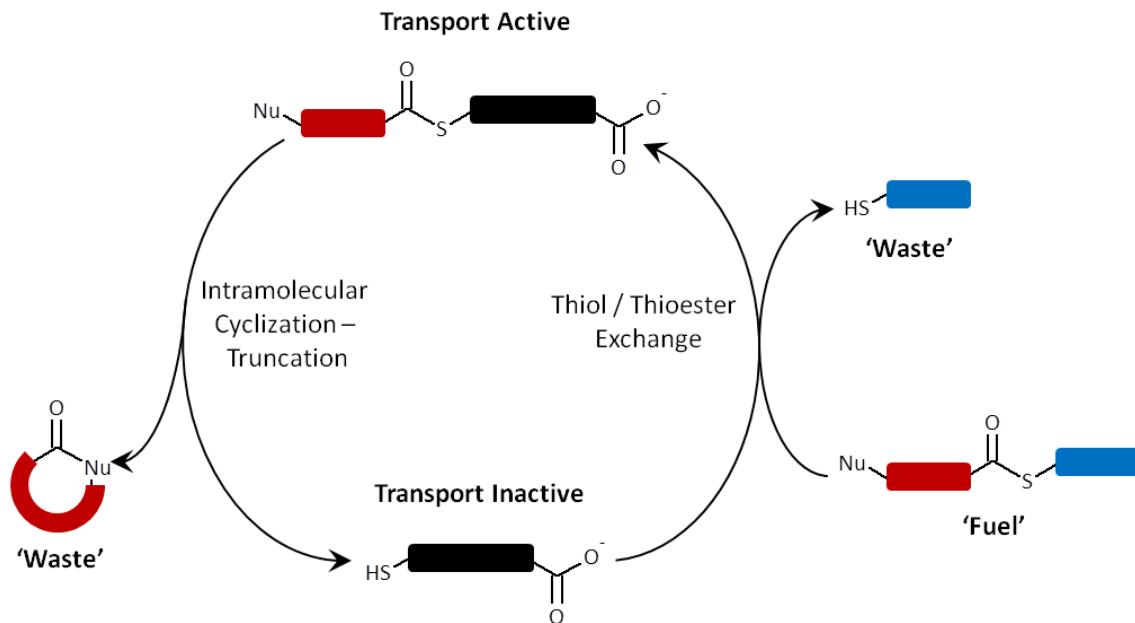 Transport Active
O
Nu
S
O-
O
HS
'Waste'
Intramolecular
Cyclization –
Truncation
Thiol / Thioester
Exchange
O
Nu
'Waste'
Transport Inactive
HS
O-
O
O
Nu
S
'Fuel'